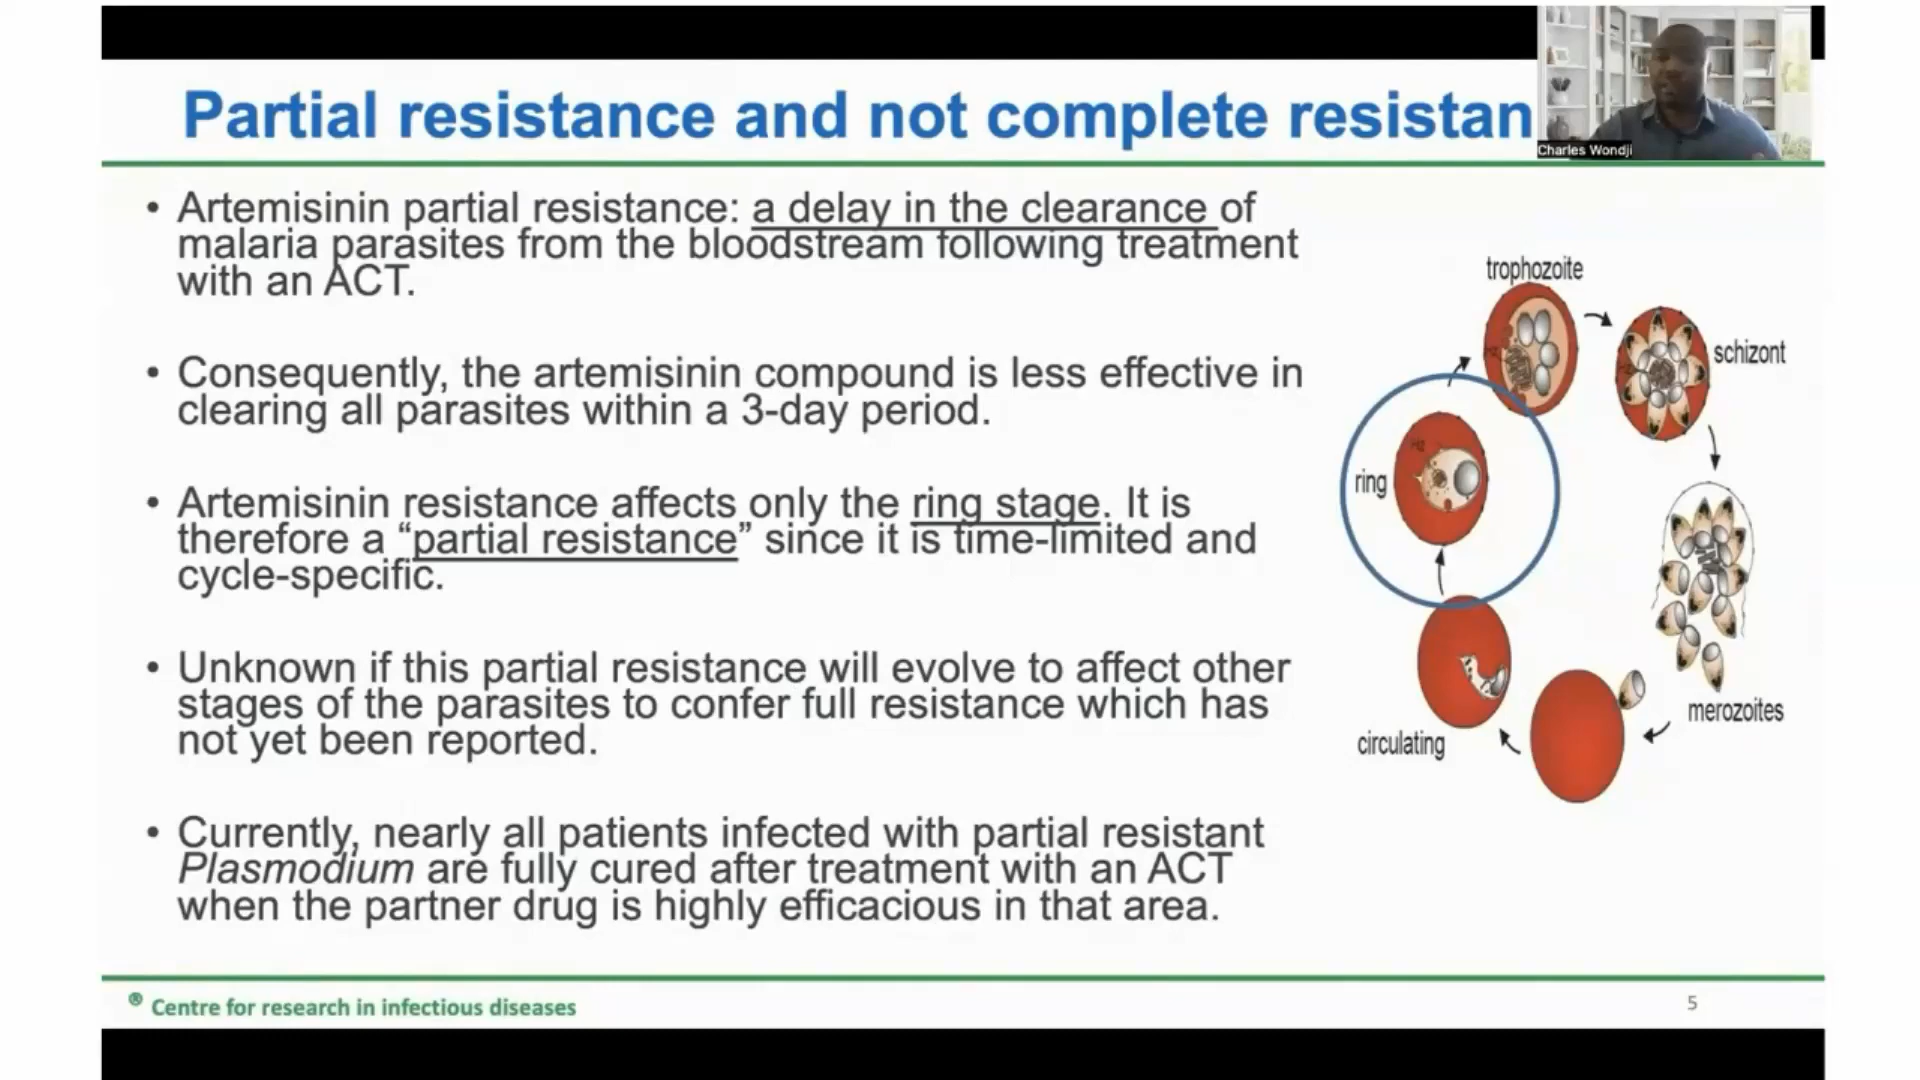 Partial resistance and not complete resistan
Charles Wondji
• Artemisinin partial resistance: a delay in the clearance of
malaria parasites from the bloodstream following treatment
with an ACT.
• Consequently, the artemisinin compound is less effective in
clearing all parasites within a 3-day period.
• Artemisinin resistance affects only the ring stage. It is
therefore a “partial resistance” since it is time-limited and
cycle-specific.
• Unknown if this partial resistance will evolve to affect other
stages of the parasites to confer full resistance which has
not yet been reported.
• Currently, nearly all patients infected with partial resistant
Plasmodium are fully cured after treatment with an ACT
when the partner drug is highly efficacious in that area.
trophozoite
schizont
ring
merozoites
circulating
® Centre for research in infectious diseases
5